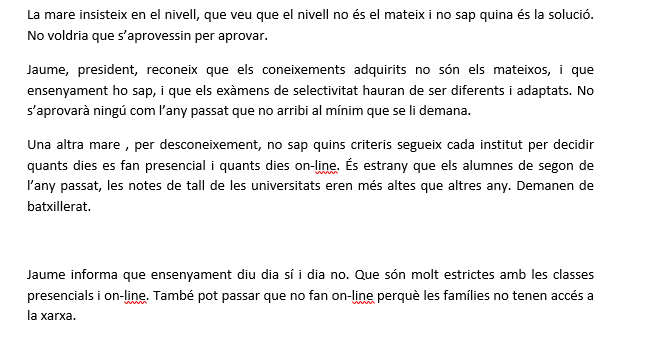 La mare insisteix en el nivell, que veu que el nivell no és el mateix i no sap quina és la solució.
No voldria que s’aprovessin per aprovar.
Jaume, president, reconeix que els coneixements adquirits no són els mateixos, i que
ensenyament ho sap, i que els exàmens de selectivitat hauran de ser diferents i adaptats. No
s’aprovarà ningú com l’any passat que no arribi al mínim que se li demana.
Una altra mare , per desconeixement, no sap quins criteris segueix cada institut per decidir
quants dies es fan presencial i quants dies on-line. És estrany que els alumnes de segon de
l’any passat, les notes de tall de les universitats eren més altes que altres any. Demanen de
batxillerat.
Jaume informa que ensenyament diu dia sí i dia no. Que són molt estrictes amb les classes
presencials i on-line. També pot passar que no fan on-line perquè les famílies no tenen accés a
la xarxa.